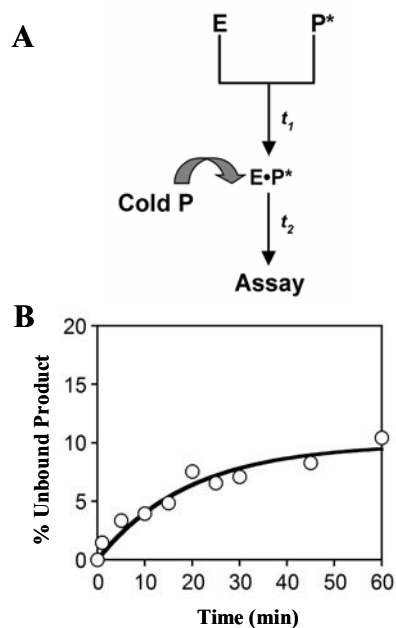 A
E P*
t1
E•P*
Cold P
t2
Assay
B
% Unbound Product
20
15
10
5
0
0 10 20 30 40 50 60
Time (min)